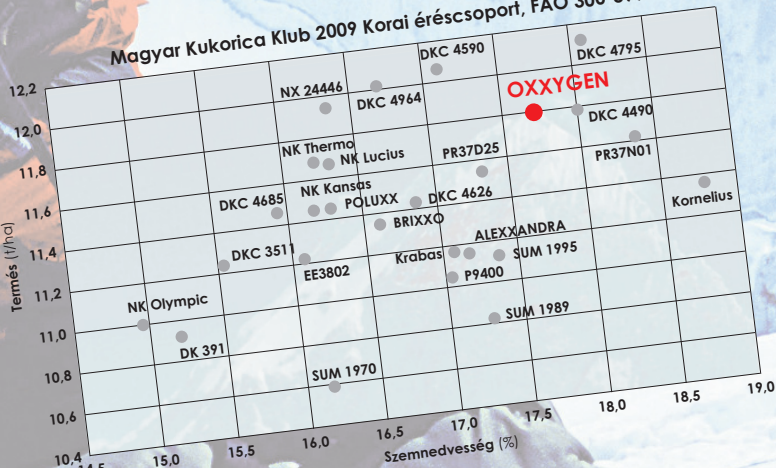 Magyar Kukorica Klub 2009 Korai éréscsoport, FAO
DKC 4590
DKC 4795
12,2
NX 24446
DKC 4964
OXXYGEN
12,0
DKC 4490
NK Thermo
NK Lucius
PR37D25
PR37N01
11,8
NK Kansas
DKC 4685
POLUXX
DKC 4626
Kornelius
11,6
BRIXXO
ALEXXANDRA
DKC 3511
Krabas
SUM 1995
11,4
EE3802
P9400
Termés (t/ha)
11,2
NK Olympic
SUM 1989
11,0
DK 391
10,8
SUM 1970
10,6
10,4
15,0
15,5
16,0
16,5
17,0
17,5
18,0
18,5
19,0
Szemnedvesség (%)